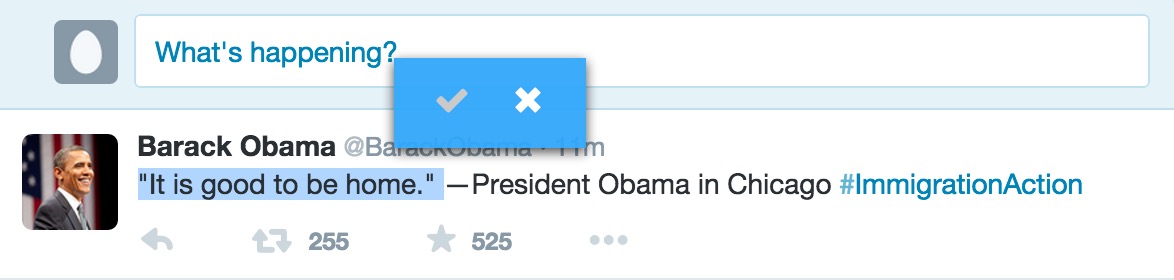 What's happening?
Barack Obama @BarackObama · 11m
"It is good to be home." —President Obama in Chicago #ImmigrationAction
255 525